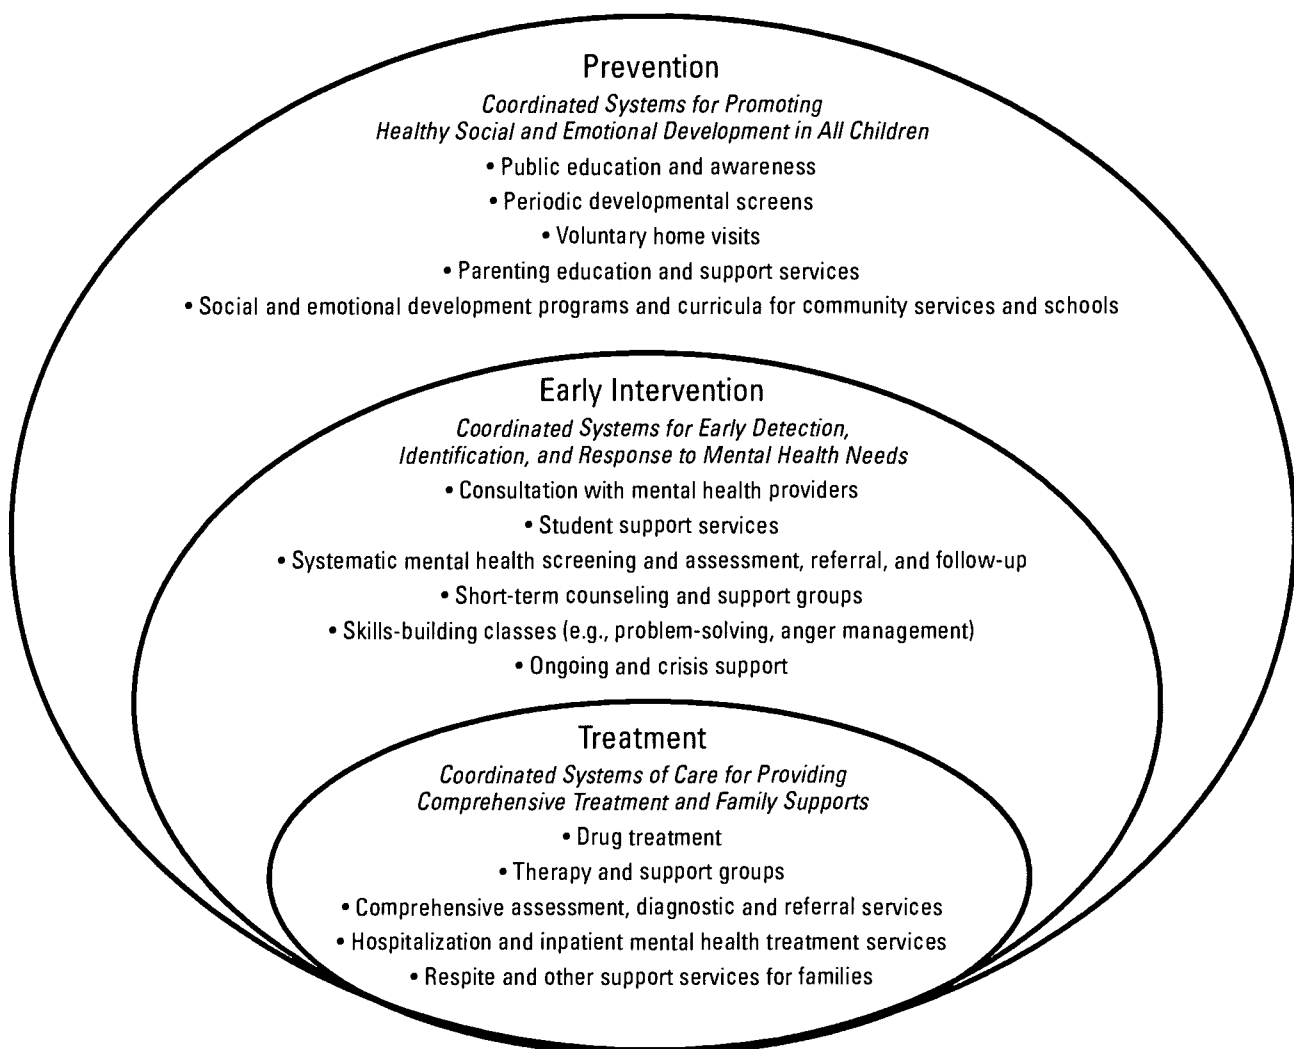 Prevention
Coordinated Systems for Promoting
Healthy Social and Emotional Development in All Children
• Public education and awareness
• Periodic developmental screens
• Voluntary home visits
• Parenting education and support services
• Social and emotional development programs and curricula for community services and schools
Early Intervention
Coordinated Systems for Early Detection,
Identification, and Response to Mental Health Needs
• Consultation with mental health providers
• Student support services
• Systematic mental health screening and assessment, referral, and follow-up
• Short-term counseling and support groups
• Skills-building classes (e.g., problem-solving, anger management)
• Ongoing and crisis support
Treatment
Coordinated Systems of Care for Providing
Comprehensive Treatment and Family Supports
• Drug treatment
• Therapy and support groups
• Comprehensive assessment, diagnostic and referral services
• Hospitalization and inpatient mental health treatment services
• Respite and other support services for families